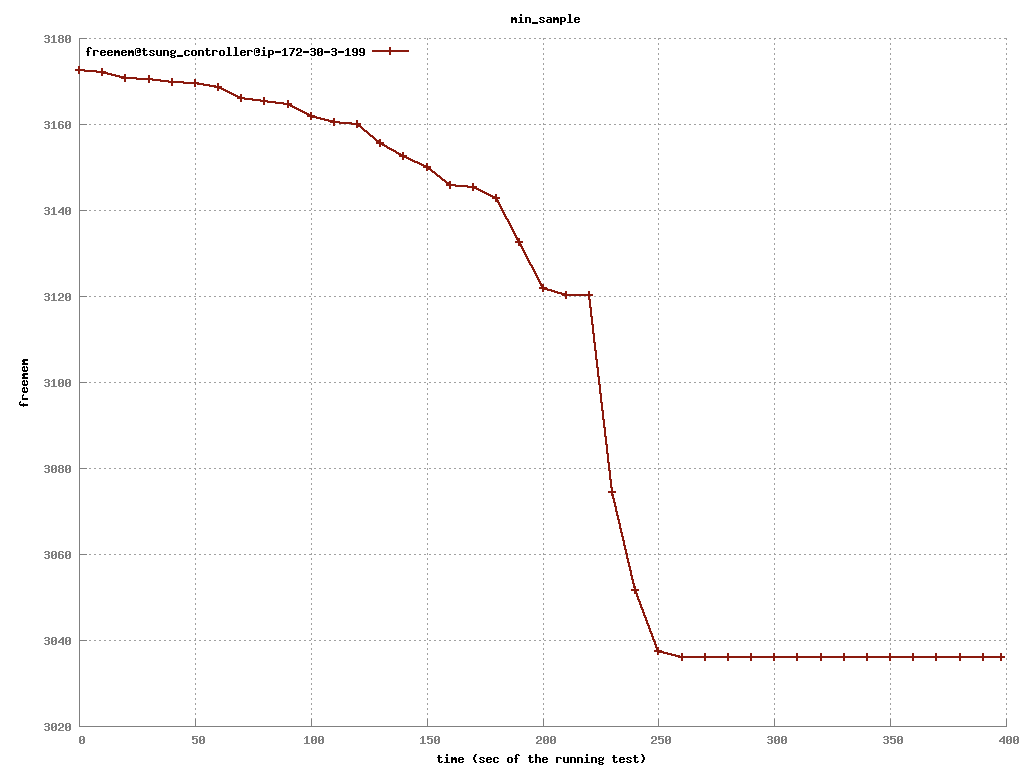 min_sample
3180
freemem@tsung_controller@ip-172-30-3-199
3160
3140
3120
3100
freemem
3080
3060
3040
3020
0 50 100 150 200 250 300 350 400
time (sec of the running test)